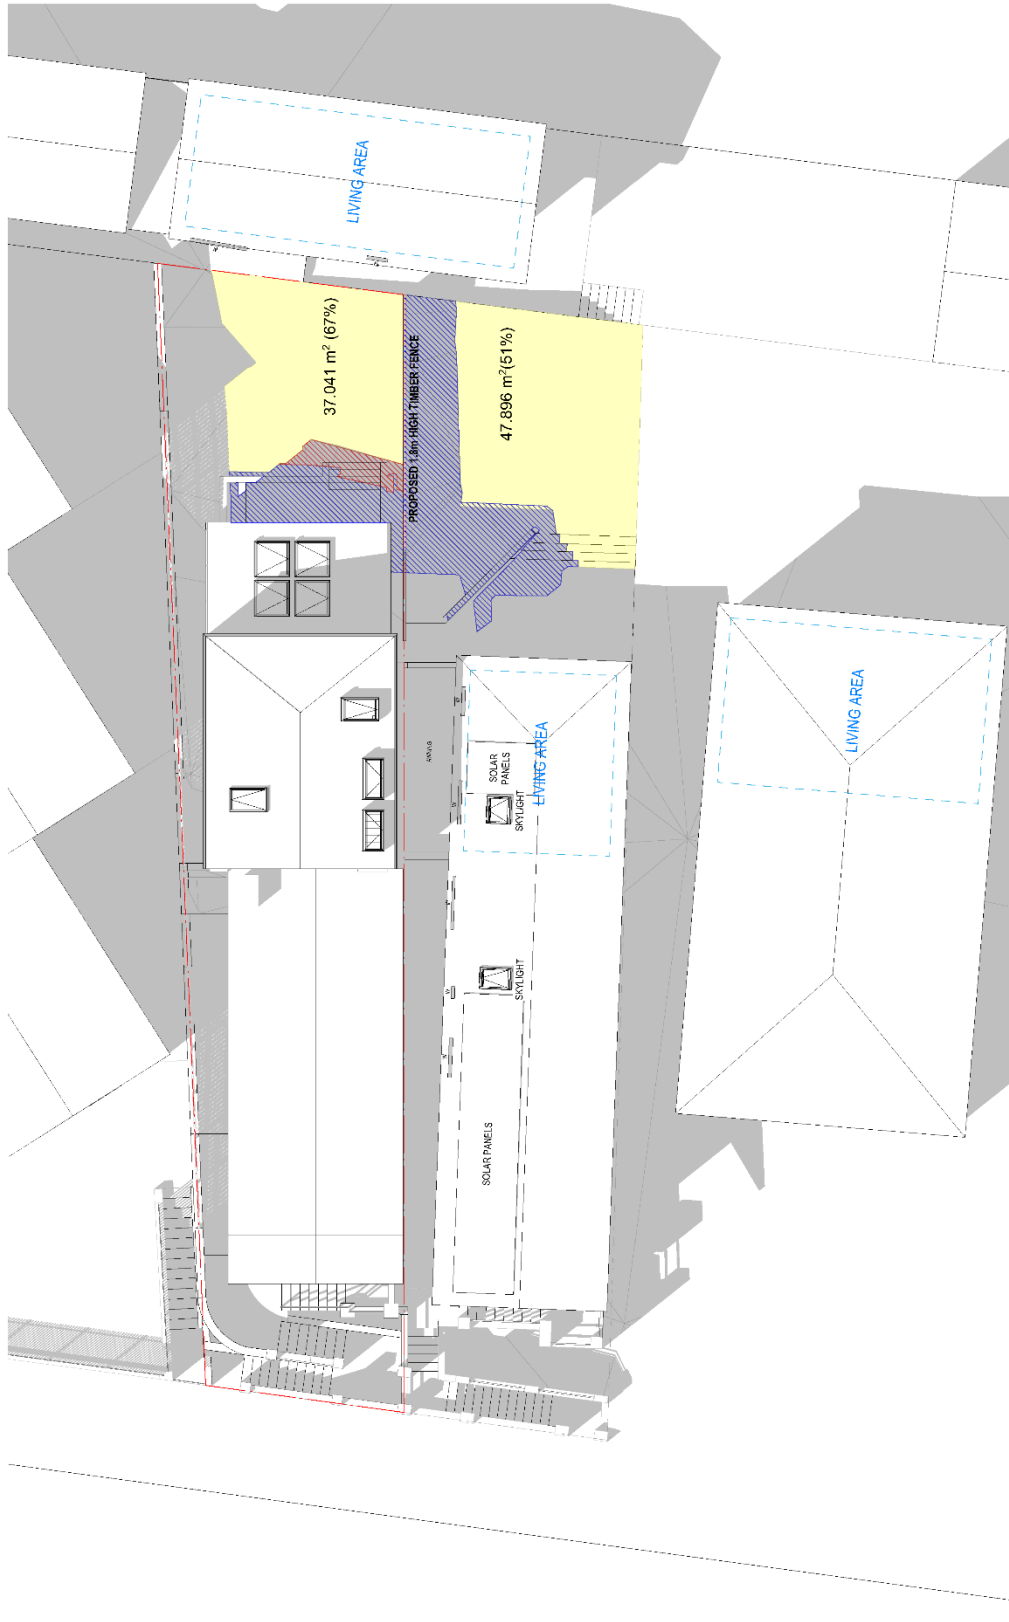 LIVING AREA
W
W
37.041 m² (67%)
PROPOSED 1.8m HIGH TIMBER FENCE
47.896 m²(51%)
LIVING AREA
W
AWNING
SOLAR
PANELS
LIVING AREA
W
SKYLIGHT
W
SKYLIGHT
W
W
SOLAR PANELS